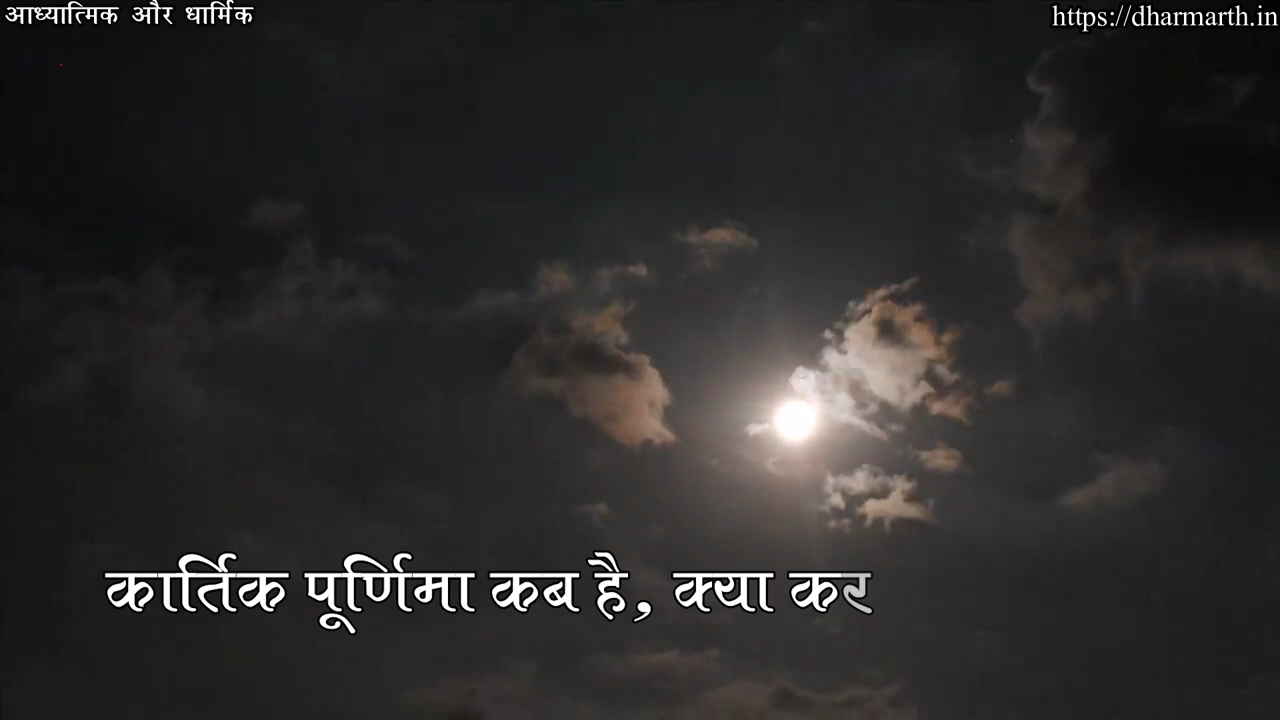 आध्यात्मिक और धार्मिक
https://dharmarth.in
कार्तिक पूर्णिमा कब है, क्या कर